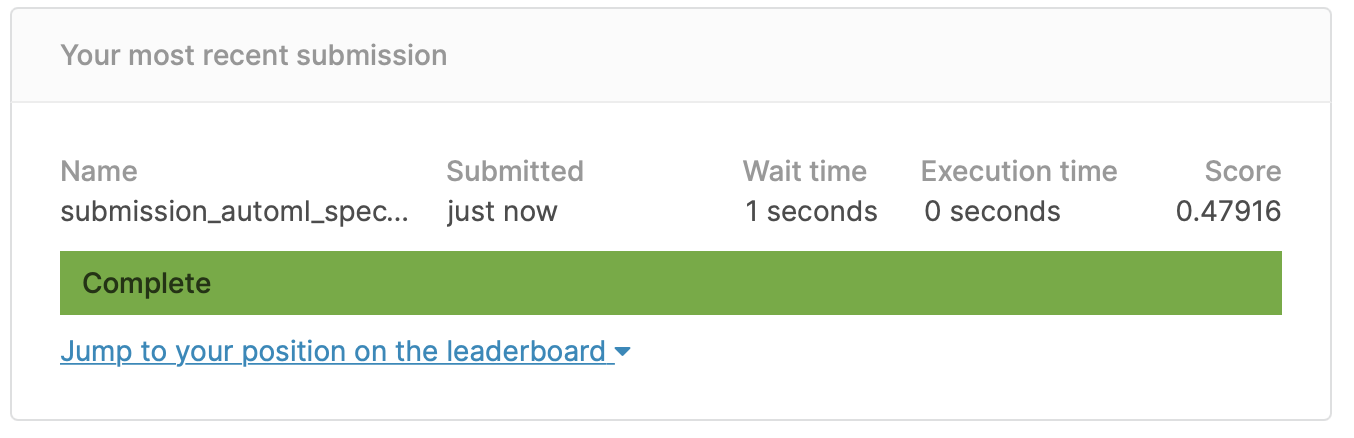 Your most recent submission
Name Submitted Wait time Execution time Score
submission_automl_spec... just now 1 seconds 0 seconds 0.47916
Complete
Jump to your position on the leaderboard